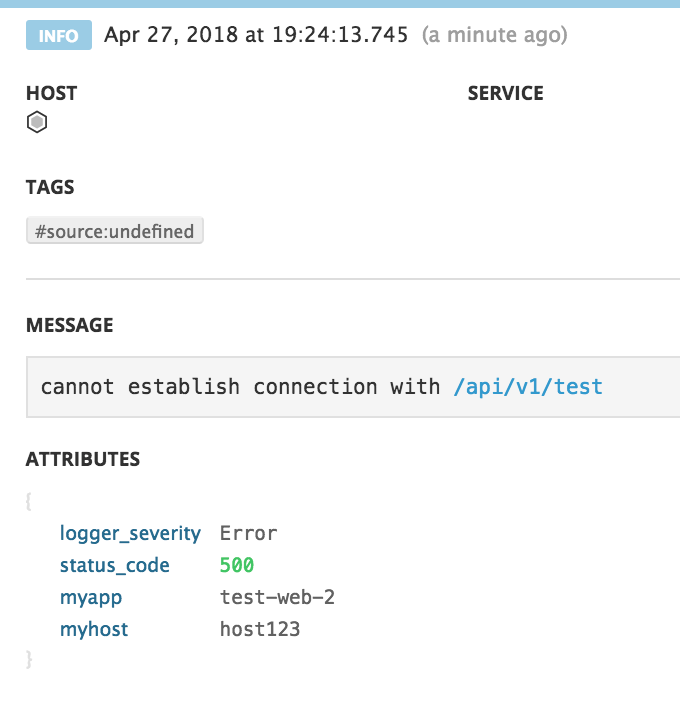 INFO Apr 27, 2018 at 19:24:13.745 (a minute ago)
HOST SERVICE
TAGS
#source:undefined
MESSAGE
cannot establish connection with /api/v1/test
ATTRIBUTES
{
logger_severity Error
status_code 500
myapp test-web-2
myhost host123
}